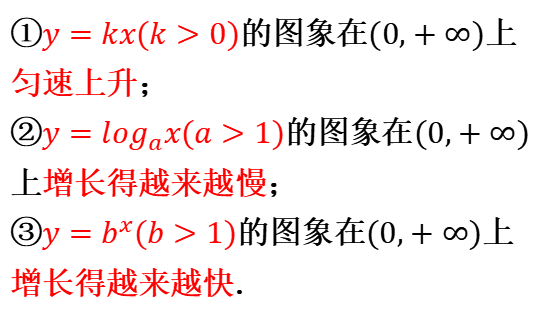 ①y = kx(k > 0)的图象在(0, + ∞)上
匀速上升；
②y = logₐx(a > 1)的图象在(0, + ∞)
上增长得越来越慢；
③y = bˣ(b > 1)的图象在(0, + ∞)上
增长得越来越快.